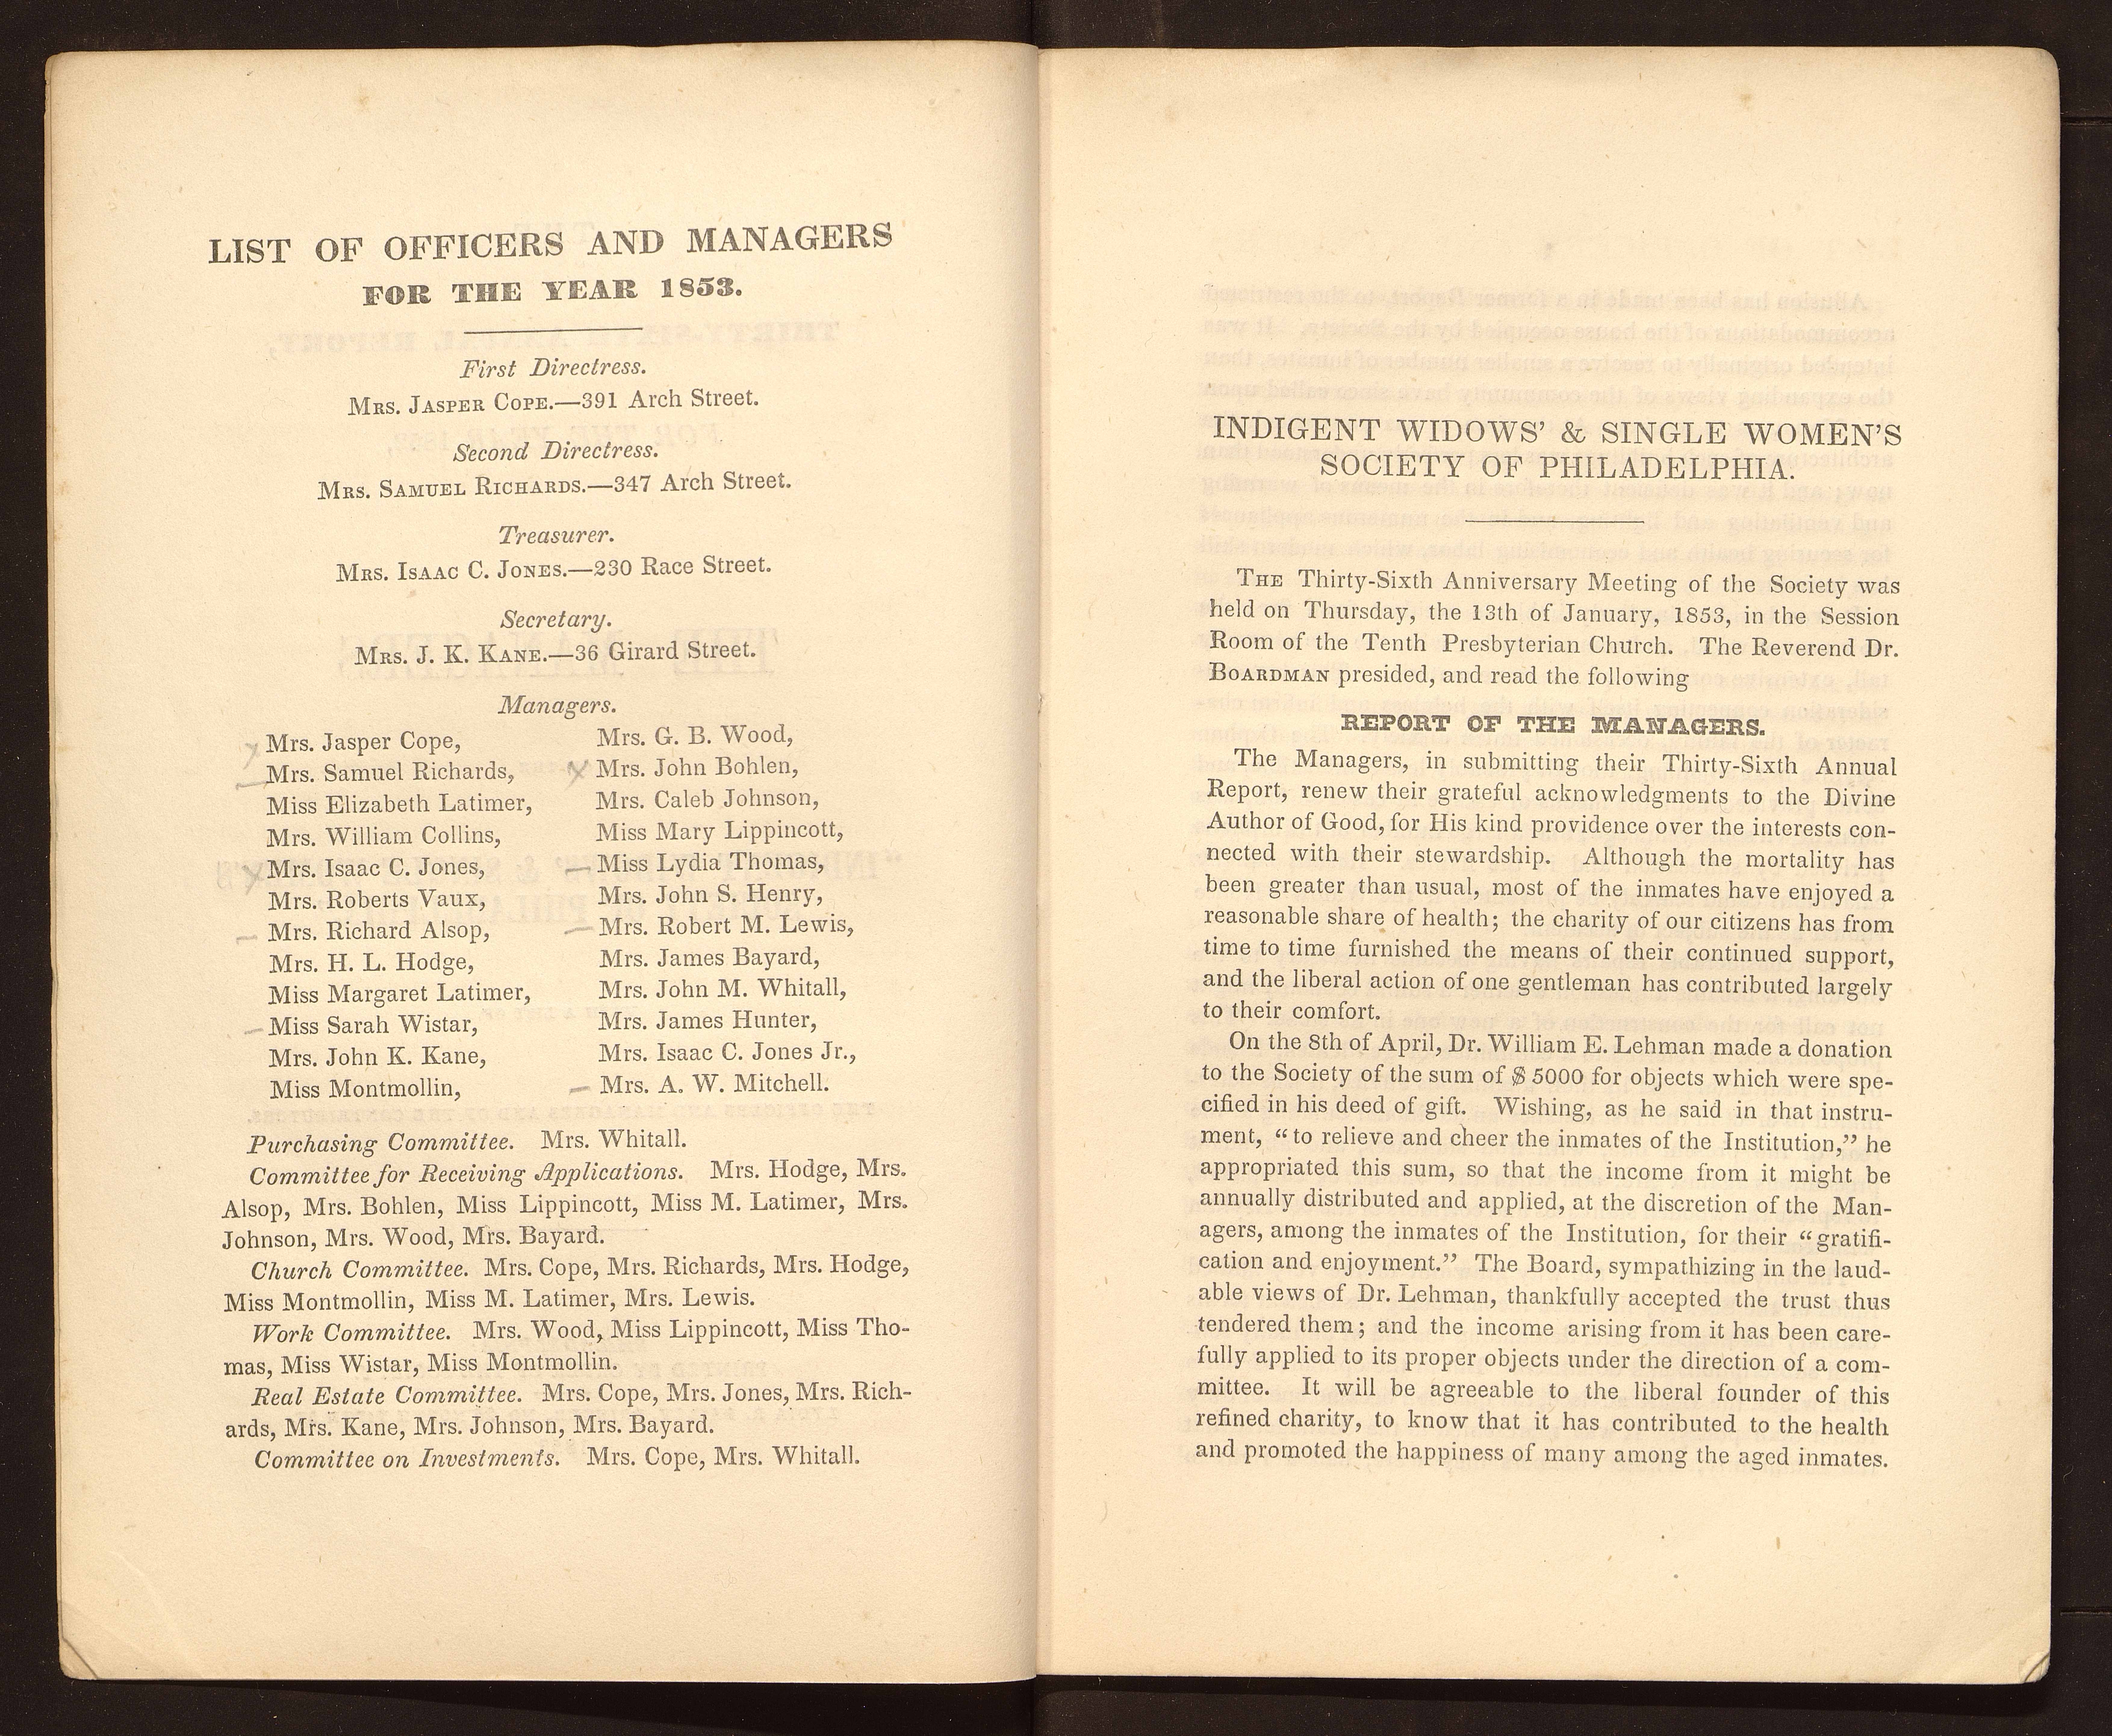 LIST OF OFFICERS AND MANAGERS
FOR THE YEAR 1853.
First Directress.
Mrs. Jasper Cope.—391 Arch Street.
Second Directress.
Mrs. Samuel Richards.—347 Arch Street.
Treasurer.
Mrs. Isaac C. Jones.—230 Race Street.
Secretary.
Mrs. J. K. Kane.—36 Girard Street.
Managers.
Mrs. Jasper Cope,
Mrs. Samuel Richards,
Miss Elizabeth Latimer,
Mrs. William Collins,
Mrs. Isaac C. Jones,
Mrs. Roberts Vaux,
Mrs. Richard Alsop,
Mrs. H. L. Hodge,
Miss Margaret Latimer,
Miss Sarah Wistar,
Mrs. John K. Kane,
Miss Montmollin,
Mrs. G. B. Wood,
Mrs. John Bohlen,
Mrs. Caleb Johnson,
Miss Mary Lippincott,
Miss Lydia Thomas,
Mrs. John S. Henry,
Mrs. Robert M. Lewis,
Mrs. James Bayard,
Mrs. John M. Whitall,
Mrs. James Hunter,
Mrs. Isaac C. Jones Jr.,
Mrs. A. W. Mitchell.
Purchasing Committee. Mrs. Whitall.
Committee for Receiving Applications. Mrs. Hodge, Mrs.
Alsop, Mrs. Bohlen, Miss Lippincott, Miss M. Latimer, Mrs.
Johnson, Mrs. Wood, Mrs. Bayard.
Church Committee. Mrs. Cope, Mrs. Richards, Mrs. Hodge,
Miss Montmollin, Miss M. Latimer, Mrs. Lewis.
Work Committee. Mrs. Wood, Miss Lippincott, Miss Tho-
mas, Miss Wistar, Miss Montmollin.
Real Estate Committee. Mrs. Cope, Mrs. Jones, Mrs. Rich-
ards, Mrs. Kane, Mrs. Johnson, Mrs. Bayard.
Committee on Investments. Mrs. Cope, Mrs. Whitall.
INDIGENT WIDOWS' & SINGLE WOMEN'S
SOCIETY OF PHILADELPHIA.
The Thirty-Sixth Anniversary Meeting of the Society was
held on Thursday, the 13th of January, 1853, in the Session
Room of the Tenth Presbyterian Church. The Reverend Dr.
Boardman presided, and read the following
REPORT OF THE MANAGERS.
The Managers, in submitting their Thirty-Sixth Annual
Report, renew their grateful acknowledgments to the Divine
Author of Good, for His kind providence over the interests con-
nected with their stewardship. Although the mortality has
been greater than usual, most of the inmates have enjoyed a
reasonable share of health; the charity of our citizens has from
time to time furnished the means of their continued support,
and the liberal action of one gentleman has contributed largely
to their comfort.
On the 8th of April, Dr. William E. Lehman made a donation
to the Society of the sum of $ 5000 for objects which were spe-
cified in his deed of gift. Wishing, as he said in that instru-
ment, “to relieve and cheer the inmates of the Institution,” he
appropriated this sum, so that the income from it might be
annually distributed and applied, at the discretion of the Man-
agers, among the inmates of the Institution, for their “gratifi-
cation and enjoyment.” The Board, sympathizing in the laud-
able views of Dr. Lehman, thankfully accepted the trust thus
tendered them; and the income arising from it has been care-
fully applied to its proper objects under the direction of a com-
mittee. It will be agreeable to the liberal founder of this
refined charity, to know that it has contributed to the health
and promoted the happiness of many among the aged inmates.